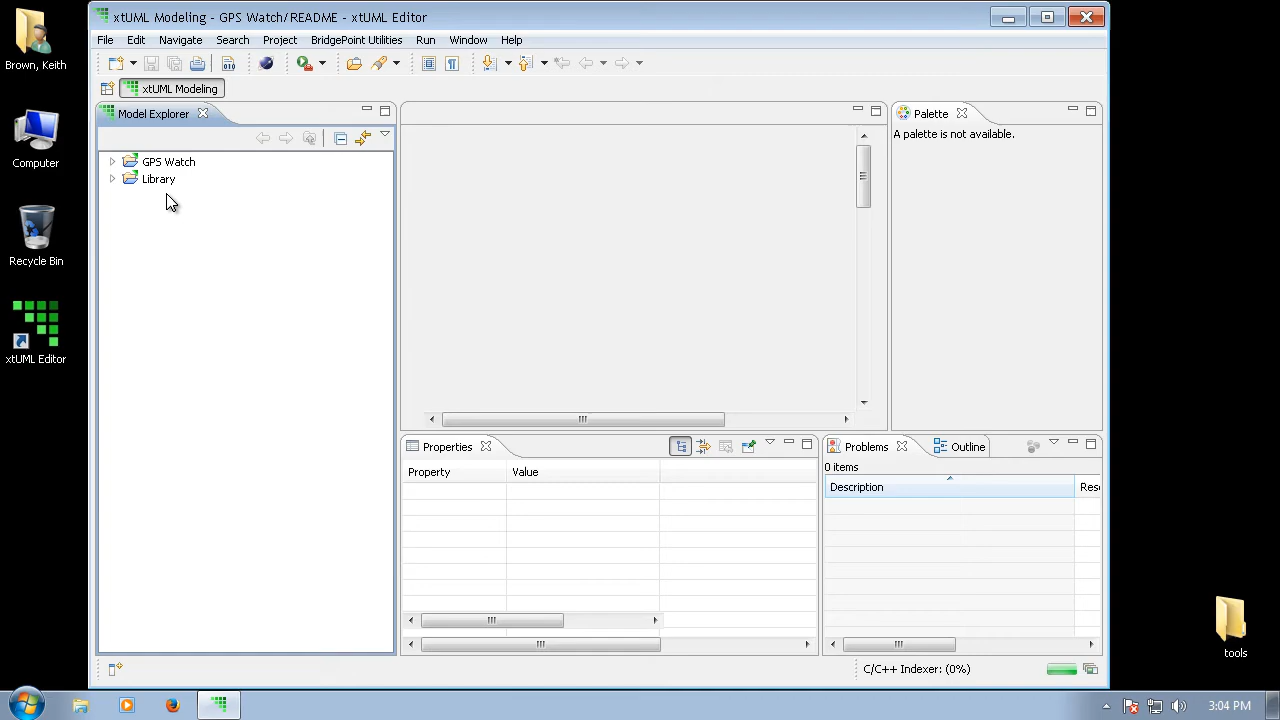 xtUML Modeling - GPS Watch/README - xtUML Editor
File Edit Navigate Search Project BridgePoint Utilities Run Window Help
xtUML Modeling
Model Explorer
Palette
A palette is not available.
GPS Watch
Library
Properties
Problems Outline
0 items
Property Value
Description Reso
C/C++ Indexer: (0%)
Brown, Keith
Computer
Recycle Bin
xtUML Editor
tools
3:04 PM